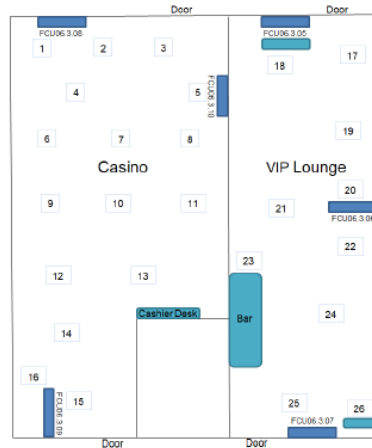 Door
Door
FCU06.3.08
FCU06.3.05
1
2
3
17
18
4
5
FCU06.3.10
6
7
8
19
Casino
VIP Lounge
20
9
10
11
21
FCU06.3.06
22
23
12
13
24
Cashier Desk
Bar
14
16
15
FCU06.3.09
25
26
FCU06.3.07
Door
Door